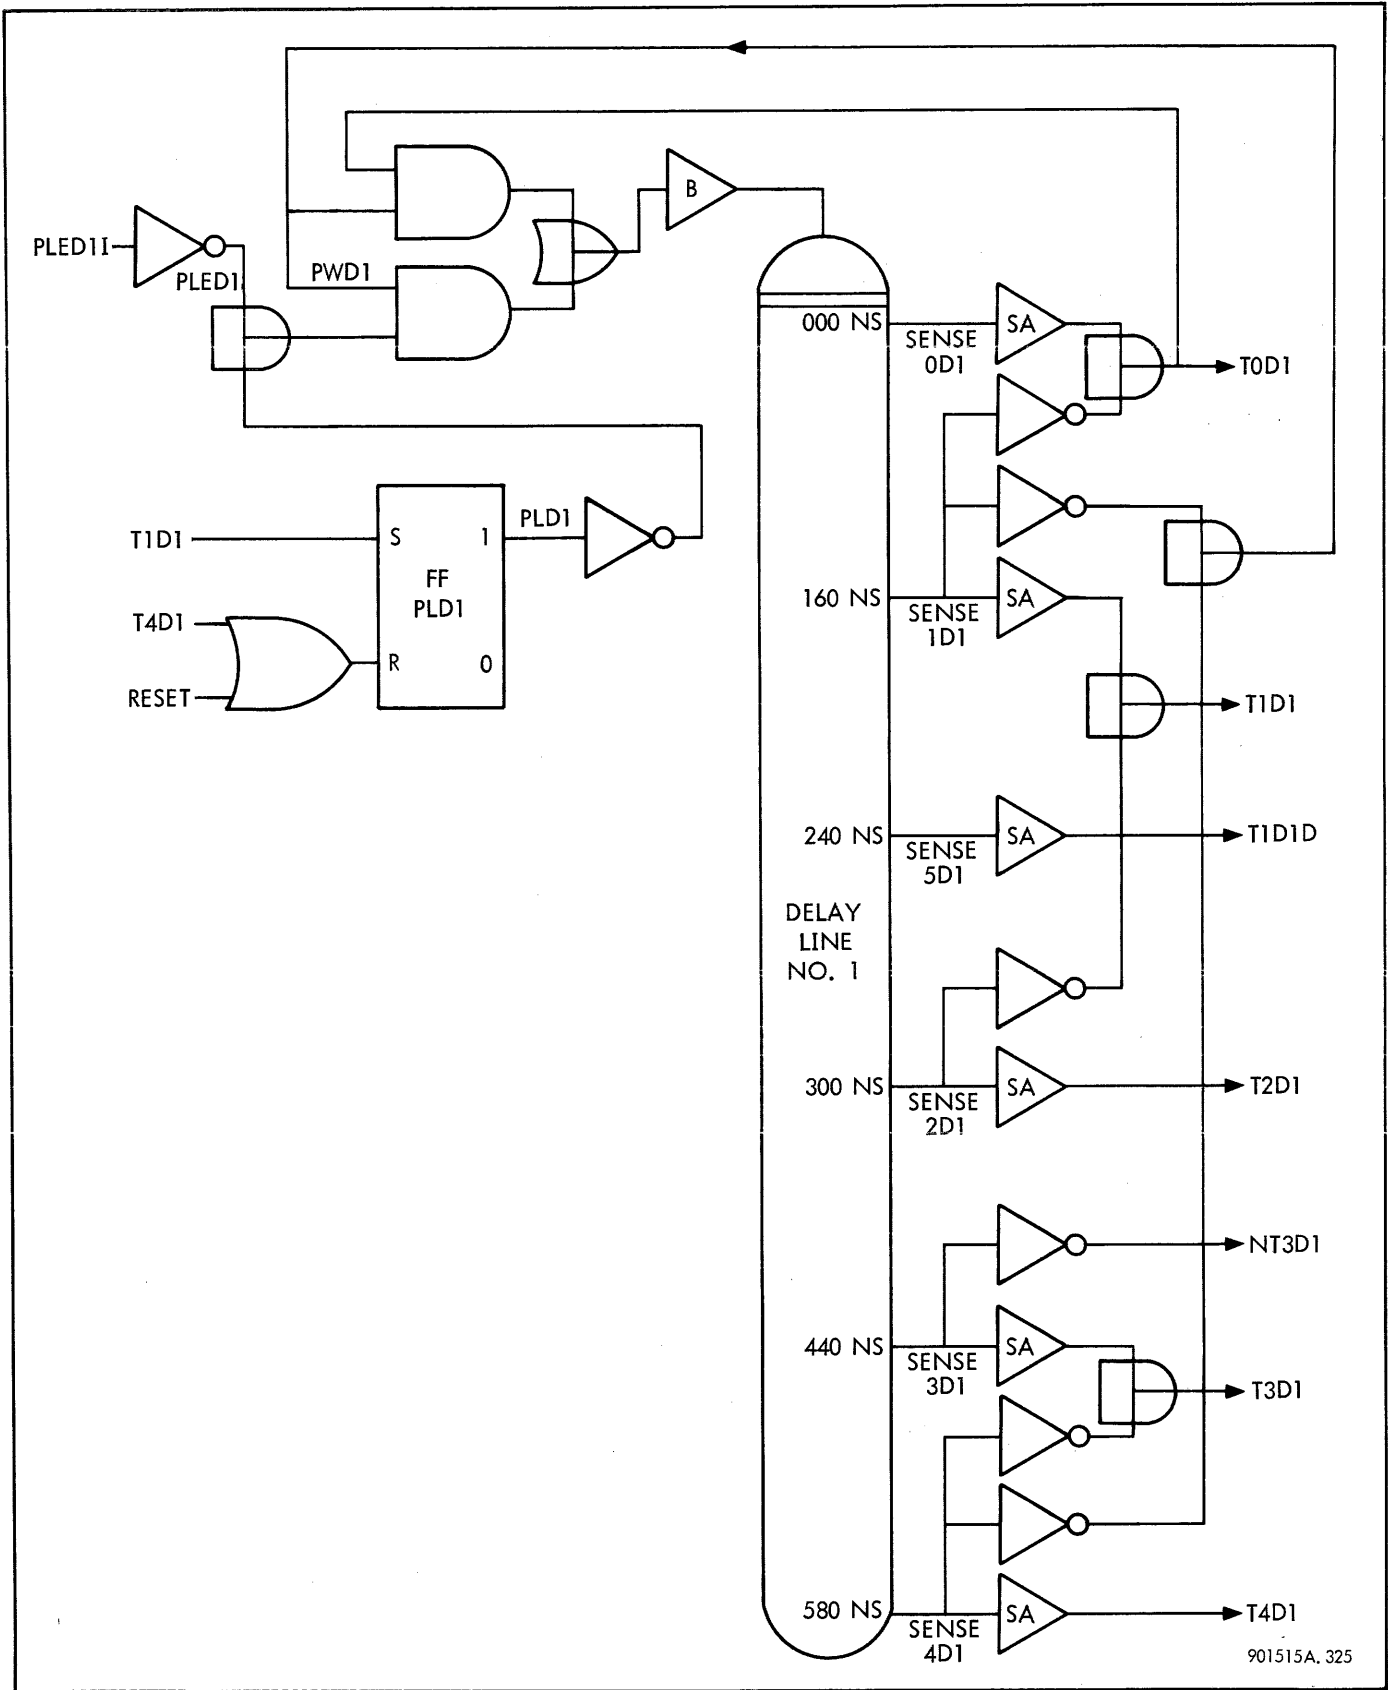 B
PLED1I
PLED1
PWD1
000 NS
SENSE
0D1
SA
T0D1
T1D1
S
1
PLD1
FF
PLD1
T4D1
R
0
RESET
160 NS
SENSE
1D1
SA
T1D1
240 NS
SENSE
5D1
SA
T1D1D
DELAY
LINE
NO. 1
300 NS
SENSE
2D1
SA
T2D1
NT3D1
440 NS
SENSE
3D1
SA
T3D1
580 NS
SENSE
4D1
SA
T4D1
901515A. 325